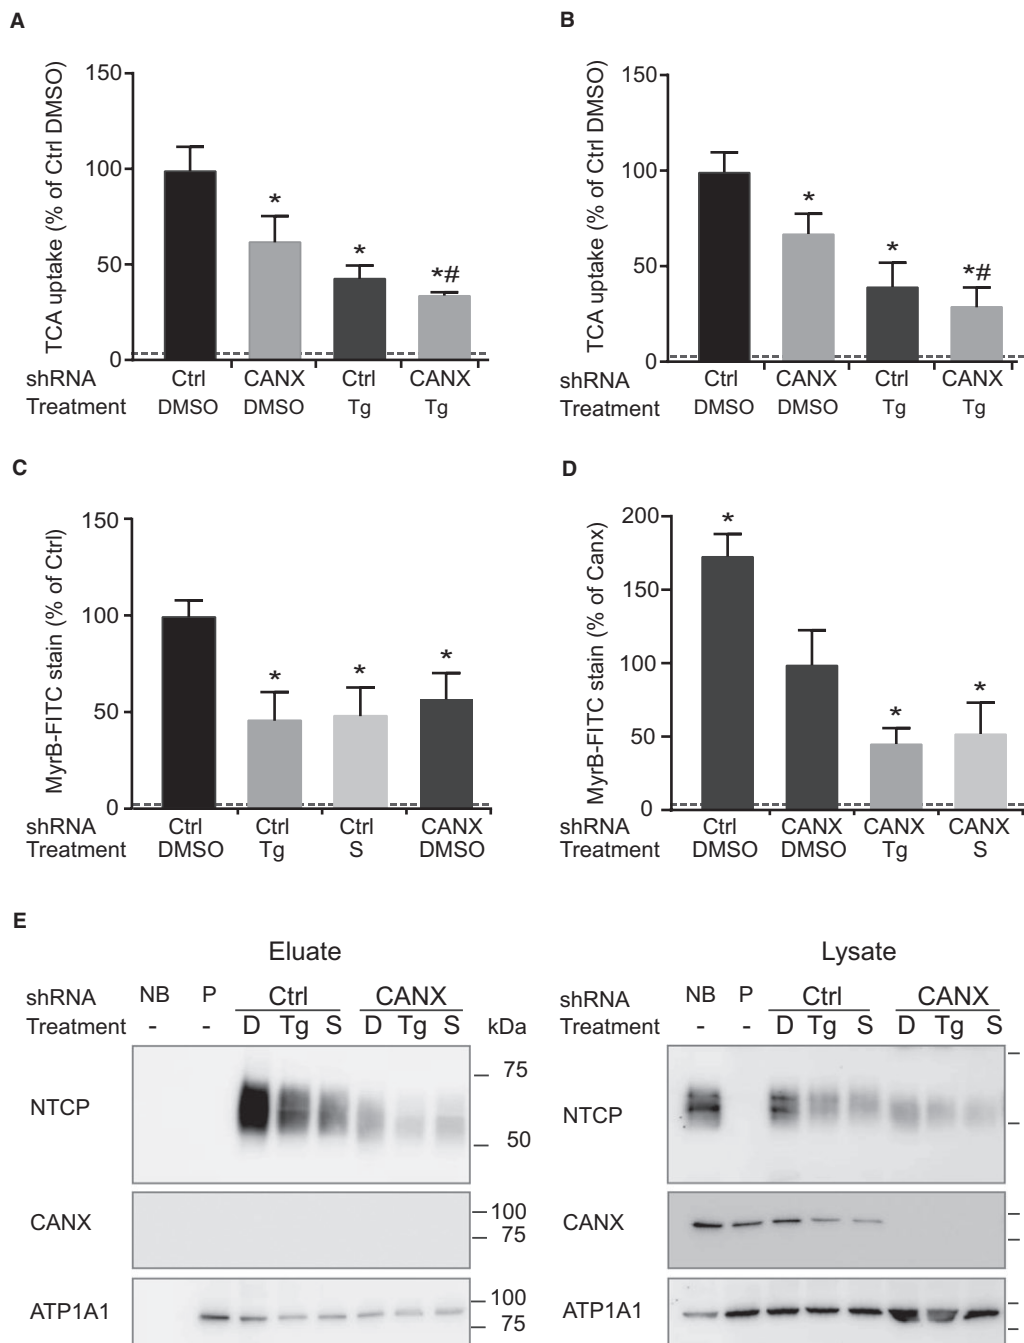 A
TCA uptake (% of Ctrl DMSO)
150
*
100
*
50
*#
0
shRNA Ctrl CANX Ctrl CANX
Treatment DMSO DMSO Tg Tg
B
TCA uptake (% of Ctrl DMSO)
150
100
*
*
50
*#
0
shRNA Ctrl CANX Ctrl CANX
Treatment DMSO DMSO Tg Tg
C
MyrB-FITC stain (% of Ctrl)
150
100
* * *
50
0
shRNA Ctrl Ctrl Ctrl CANX
Treatment DMSO Tg S DMSO
D
MyrB-FITC stain (% of Canx)
200
*
150
100
* *
50
0
shRNA Ctrl CANX CANX CANX
Treatment DMSO DMSO Tg S
E
Eluate
shRNA NB P Ctrl CANX
Treatment - - D Tg S D Tg S kDa
NTCP
75
50
CANX
100
75
ATP1A1
100
75
Lysate
shRNA NB P Ctrl CANX
Treatment - - D Tg S D Tg S
NTCP
CANX
ATP1A1